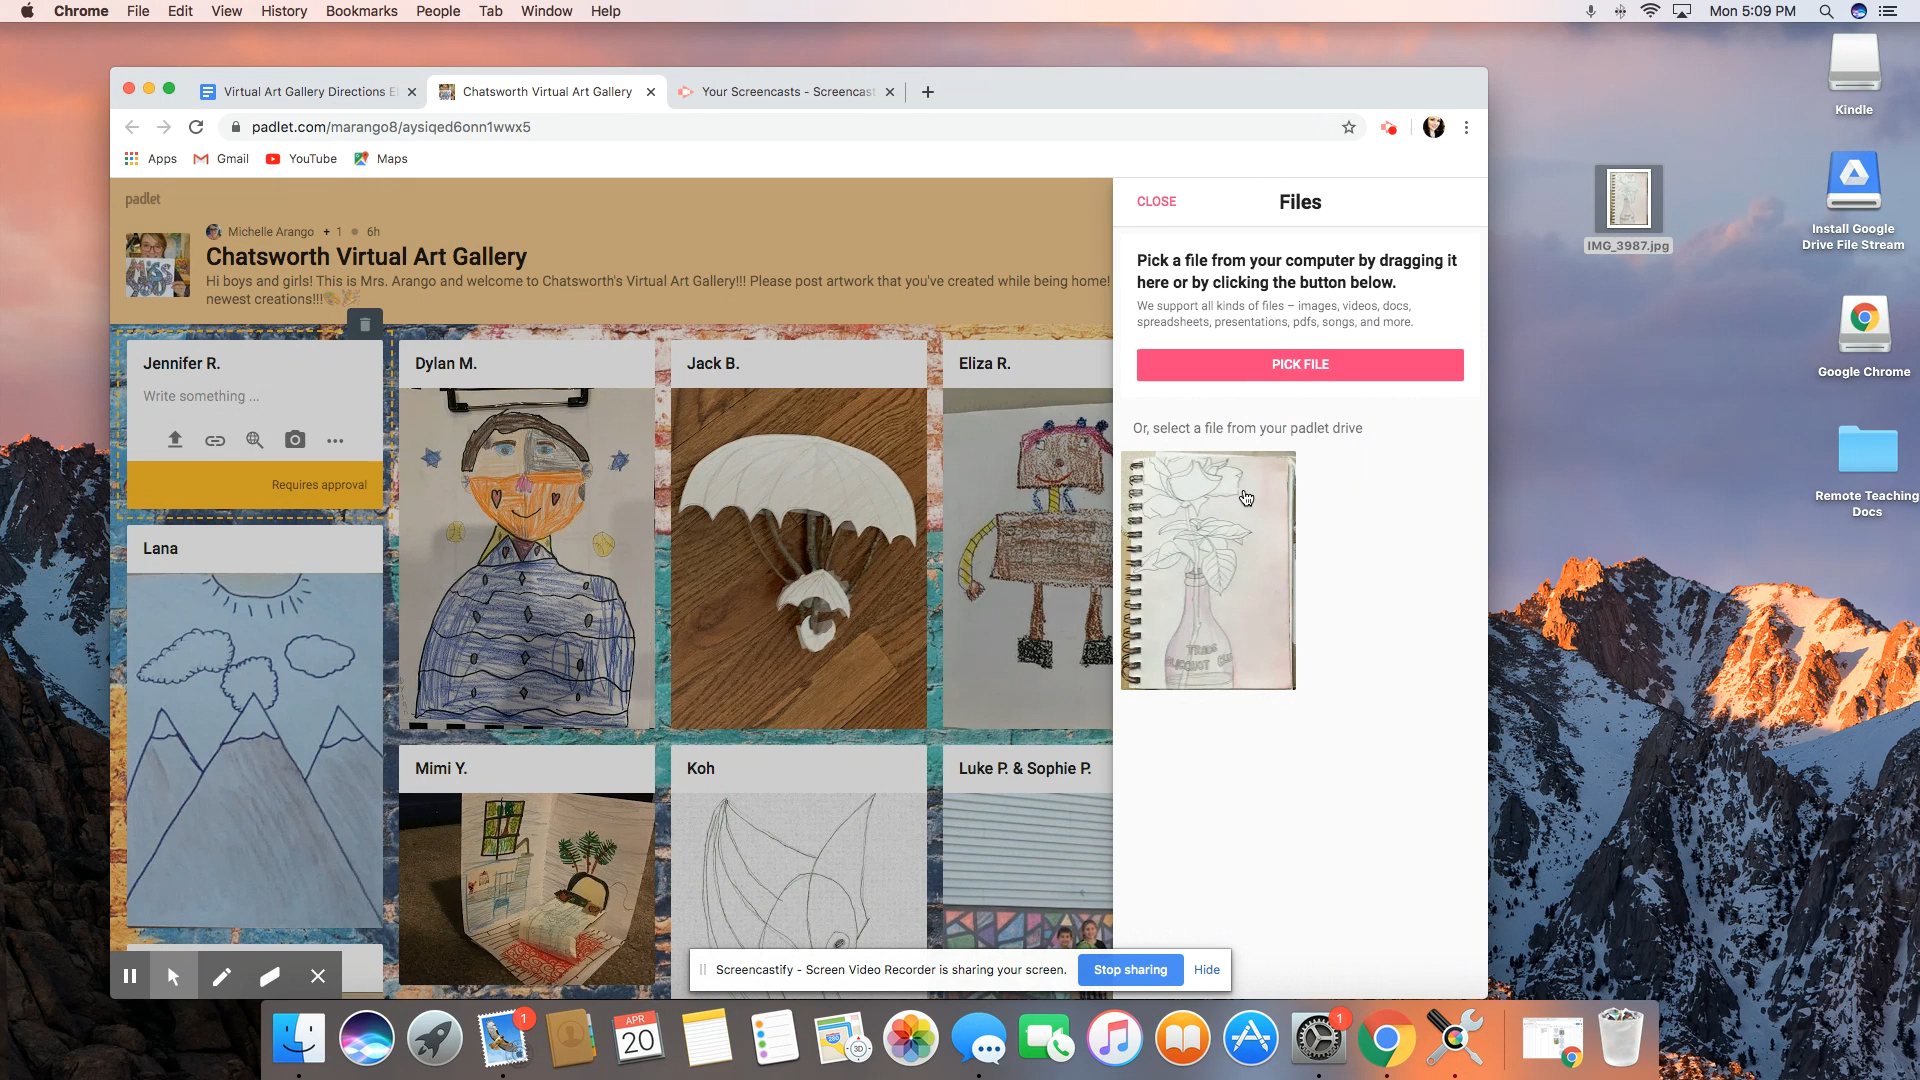 Chrome File Edit View History Bookmarks People Tab Window Help
Mon 5:09 PM
Virtual Art Gallery Directions
Chatsworth Virtual Art Gallery
Your Screencasts - Screencast
padlet.com/marango8/aysiqed6onn1wwx5
Apps Gmail YouTube Maps
padlet
Michelle Arango + 1 6h
Chatsworth Virtual Art Gallery
Hi boys and girls! This is Mrs. Arango and welcome to Chatsworth's Virtual Art Gallery!!! Please post artwork that you've created while being home!
newest creations!!!
Jennifer R.
Write something ...
Requires approval
Lana
Dylan M.
Jack B.
Eliza R.
Mimi Y.
Koh
Luke P. & Sophie P.
CLOSE
Files
Pick a file from your computer by dragging it
here or by clicking the button below.
We support all kinds of files – images, videos, docs,
spreadsheets, presentations, pdfs, songs, and more.
PICK FILE
Or, select a file from your padlet drive
Screencastify - Screen Video Recorder is sharing your screen.
Stop sharing
Hide
IMG_3987.jpg
Kindle
Install Google
Drive File Stream
Google Chrome
Remote Teaching
Docs
1
APR
20
280
3D
1